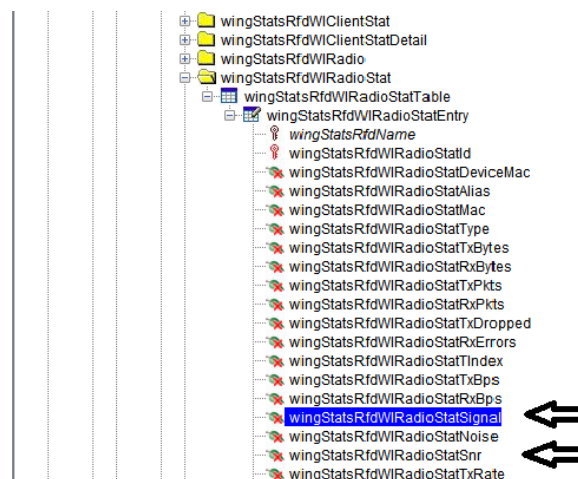 wingStatsRfdWlClientStat
wingStatsRfdWlClientStatDetail
wingStatsRfdWlRadio
wingStatsRfdWlRadioStat
wingStatsRfdWlRadioStatTable
wingStatsRfdWlRadioStatEntry
wingStatsRfdName
wingStatsRfdWlRadioStatId
wingStatsRfdWlRadioStatDeviceMac
wingStatsRfdWlRadioStatAlias
wingStatsRfdWlRadioStatMac
wingStatsRfdWlRadioStatType
wingStatsRfdWlRadioStatTxBytes
wingStatsRfdWlRadioStatRxBytes
wingStatsRfdWlRadioStatTxPkts
wingStatsRfdWlRadioStatRxPkts
wingStatsRfdWlRadioStatTxDropped
wingStatsRfdWlRadioStatRxErrors
wingStatsRfdWlRadioStatTIndex
wingStatsRfdWlRadioStatTxBps
wingStatsRfdWlRadioStatRxBps
wingStatsRfdWlRadioStatSignal
wingStatsRfdWlRadioStatNoise
wingStatsRfdWlRadioStatSnr
wingStatsRfdWlRadioStatTxRate